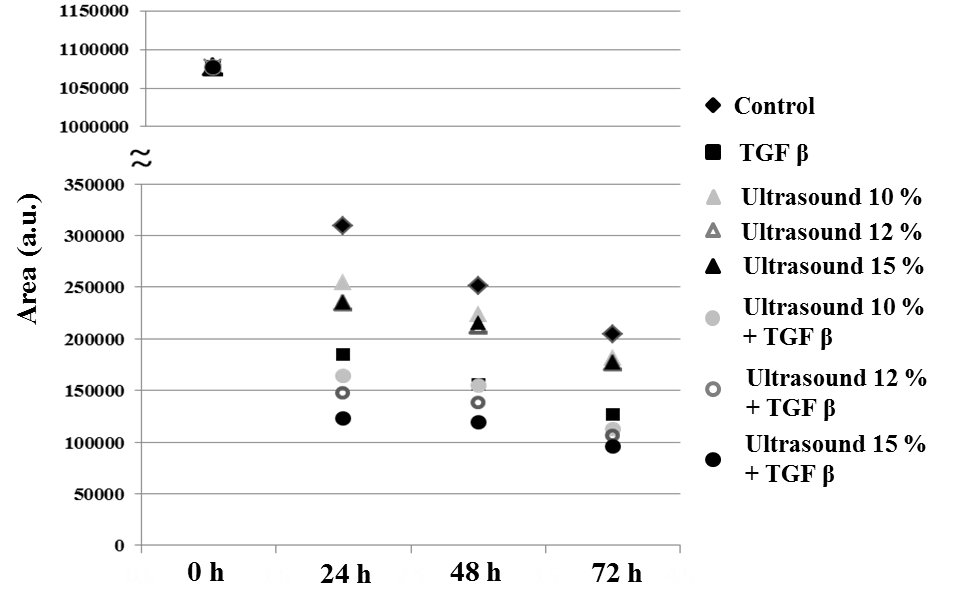 1150000
1100000
1050000
1000000
≈
350000
300000
250000
200000
150000
100000
50000
0
Area (a.u.)
0 h
24 h
48 h
72 h
Control
TGF β
Ultrasound 10 %
Ultrasound 12 %
Ultrasound 15 %
Ultrasound 10 %
+ TGF β
Ultrasound 12 %
+ TGF β
Ultrasound 15 %
+ TGF β